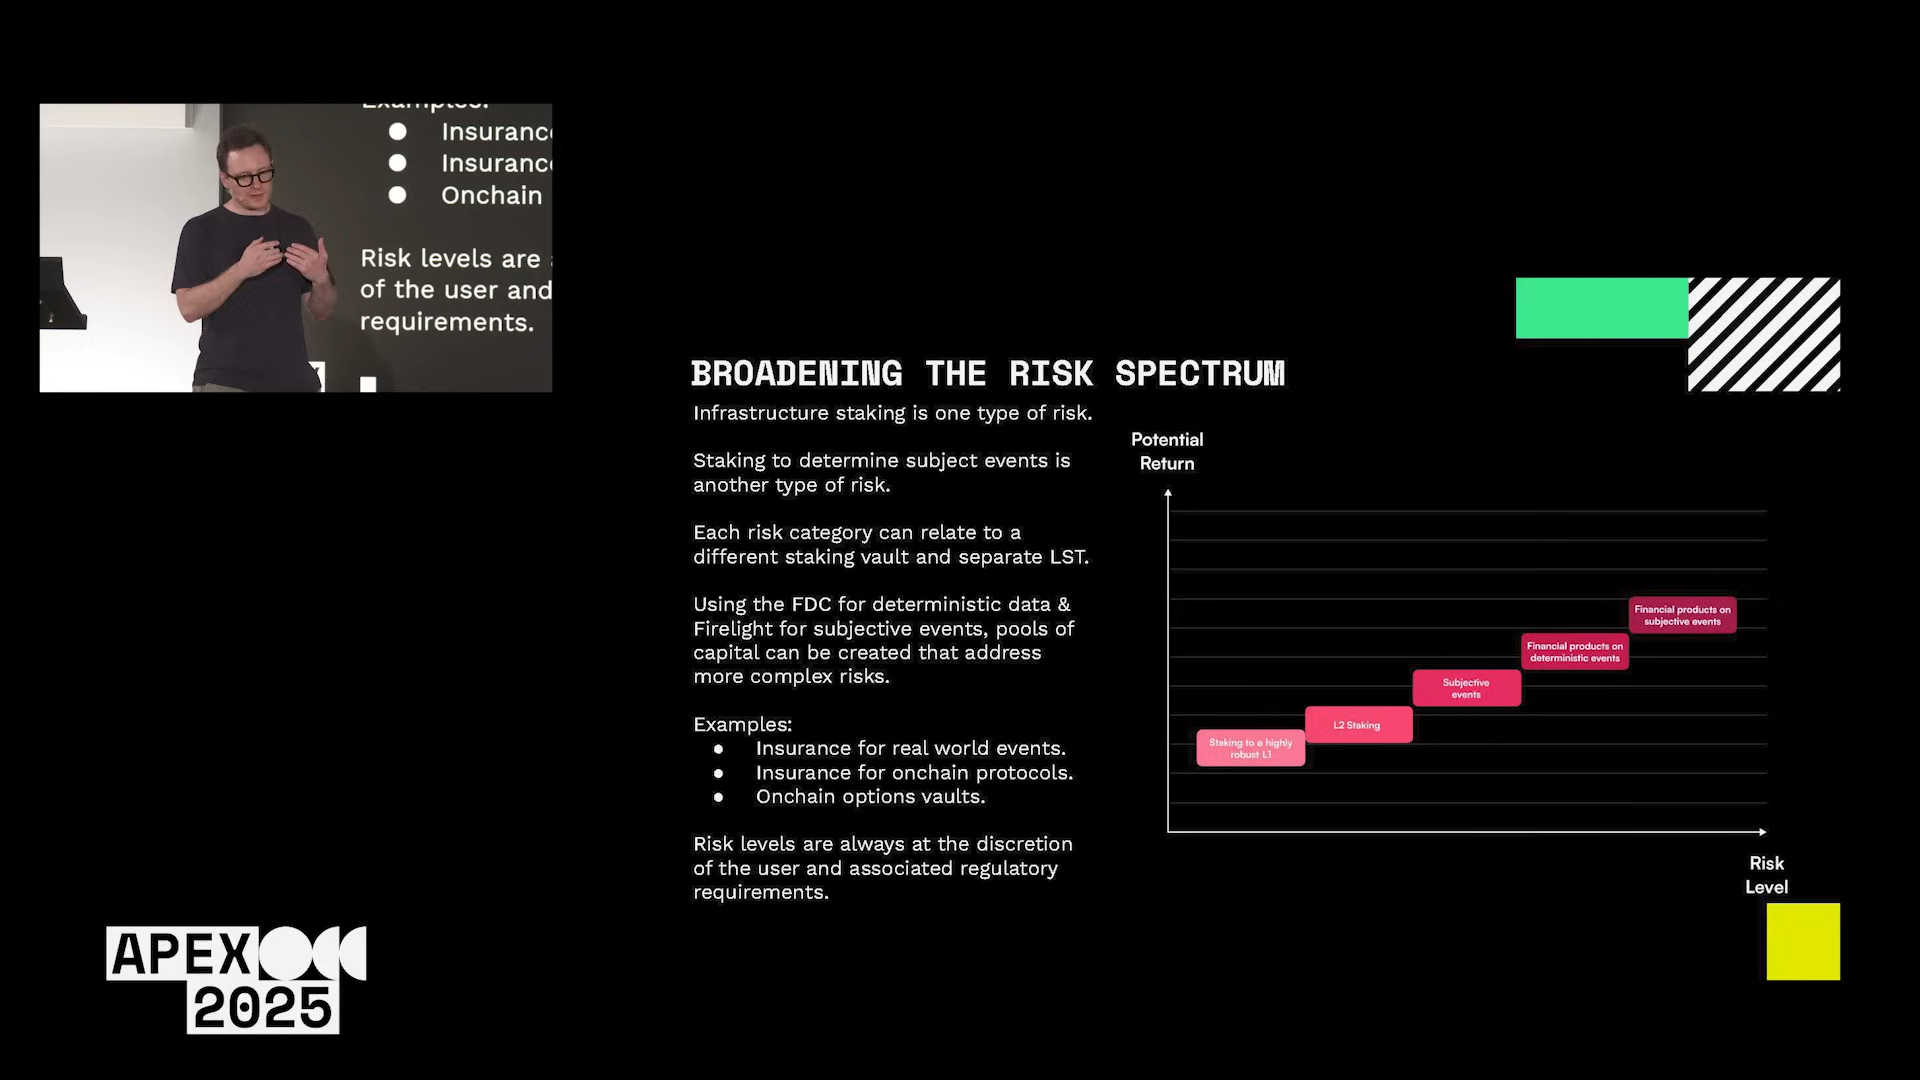 Examples:
● Insurance
● Insurance
● Onchain
Risk levels are
of the user and
requirements.
BROADENING THE RISK SPECTRUM
Infrastructure staking is one type of risk.
Staking to determine subject events is
another type of risk.
Each risk category can relate to a
different staking vault and separate LST.
Using the FDC for deterministic data &
Firelight for subjective events, pools of
capital can be created that address
more complex risks.
Examples:
● Insurance for real world events.
● Insurance for onchain protocols.
● Onchain options vaults.
Risk levels are always at the discretion
of the user and associated regulatory
requirements.
Potential
Return
Financial products on
subjective events
Financial products on
deterministic events
Subjective
events
L2 Staking
Staking to a highly
robust L1
Risk
Level
APEX
2025